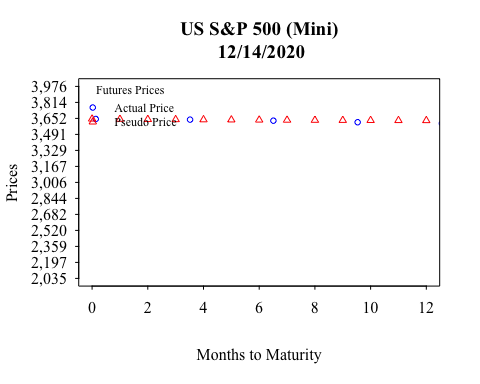 US S&P 500 (Mini)
12/14/2020
Futures Prices
Actual Price
Pseudo Price
Prices
3,976
3,814
3,652
3,491
3,329
3,167
3,006
2,844
2,682
2,520
2,359
2,197
2,035
0 2 4 6 8 10 12
Months to Maturity